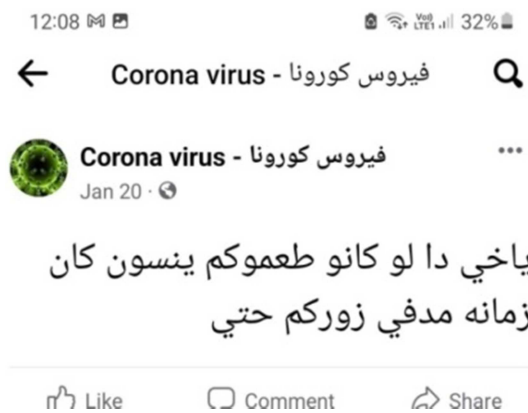 12:08 32%
Corona virus - فيروس كورونا
Corona virus - فيروس كورونا
Jan 20
ياخي دا لو كانو طعموكم ينسون كان
زمانه مدفي زوركم حتي
Like Comment Share